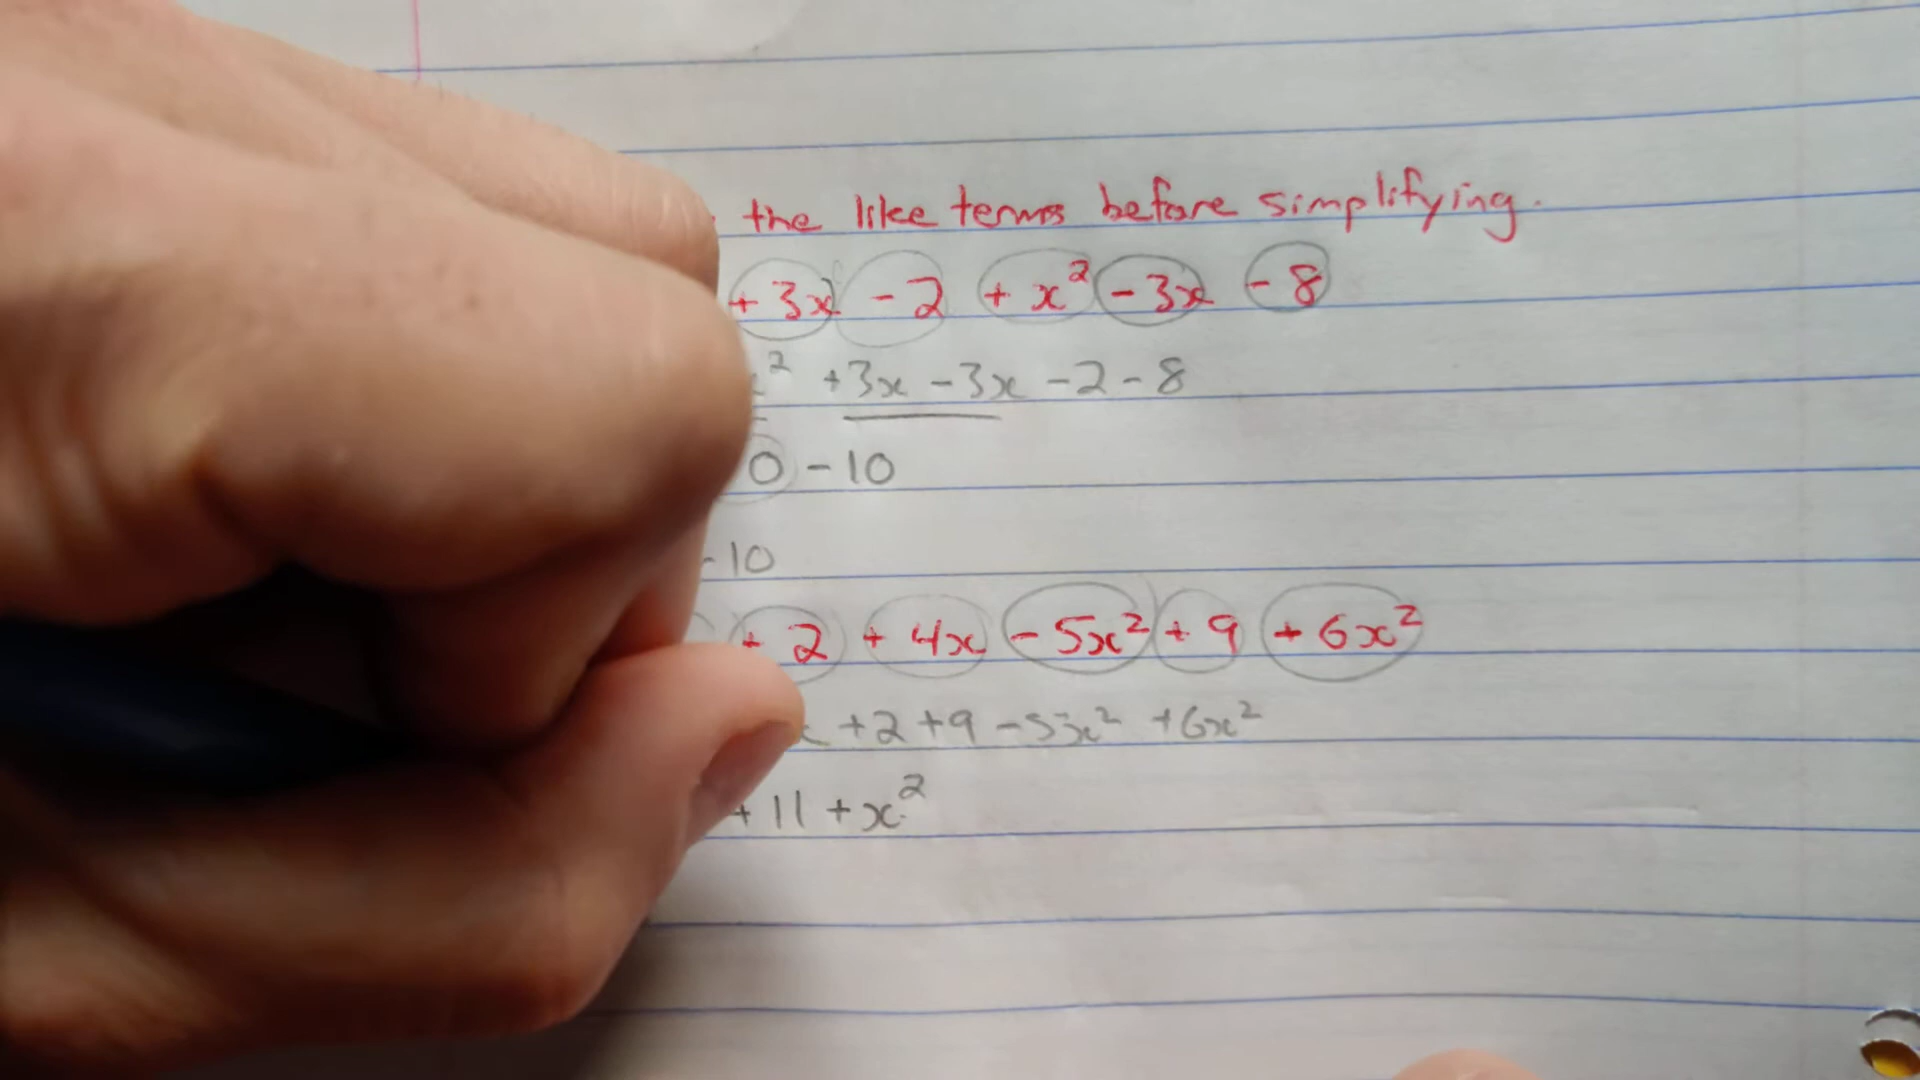 the like terms before simplifying.
+ 3x - 2 + x² - 3x - 8
² +3x - 3x - 2 - 8
0 - 10
- 10
+ 2 + 4x - 5x² + 9 + 6x²
x + 2 + 9 - 5x² + 6x²
+ 11 + x²